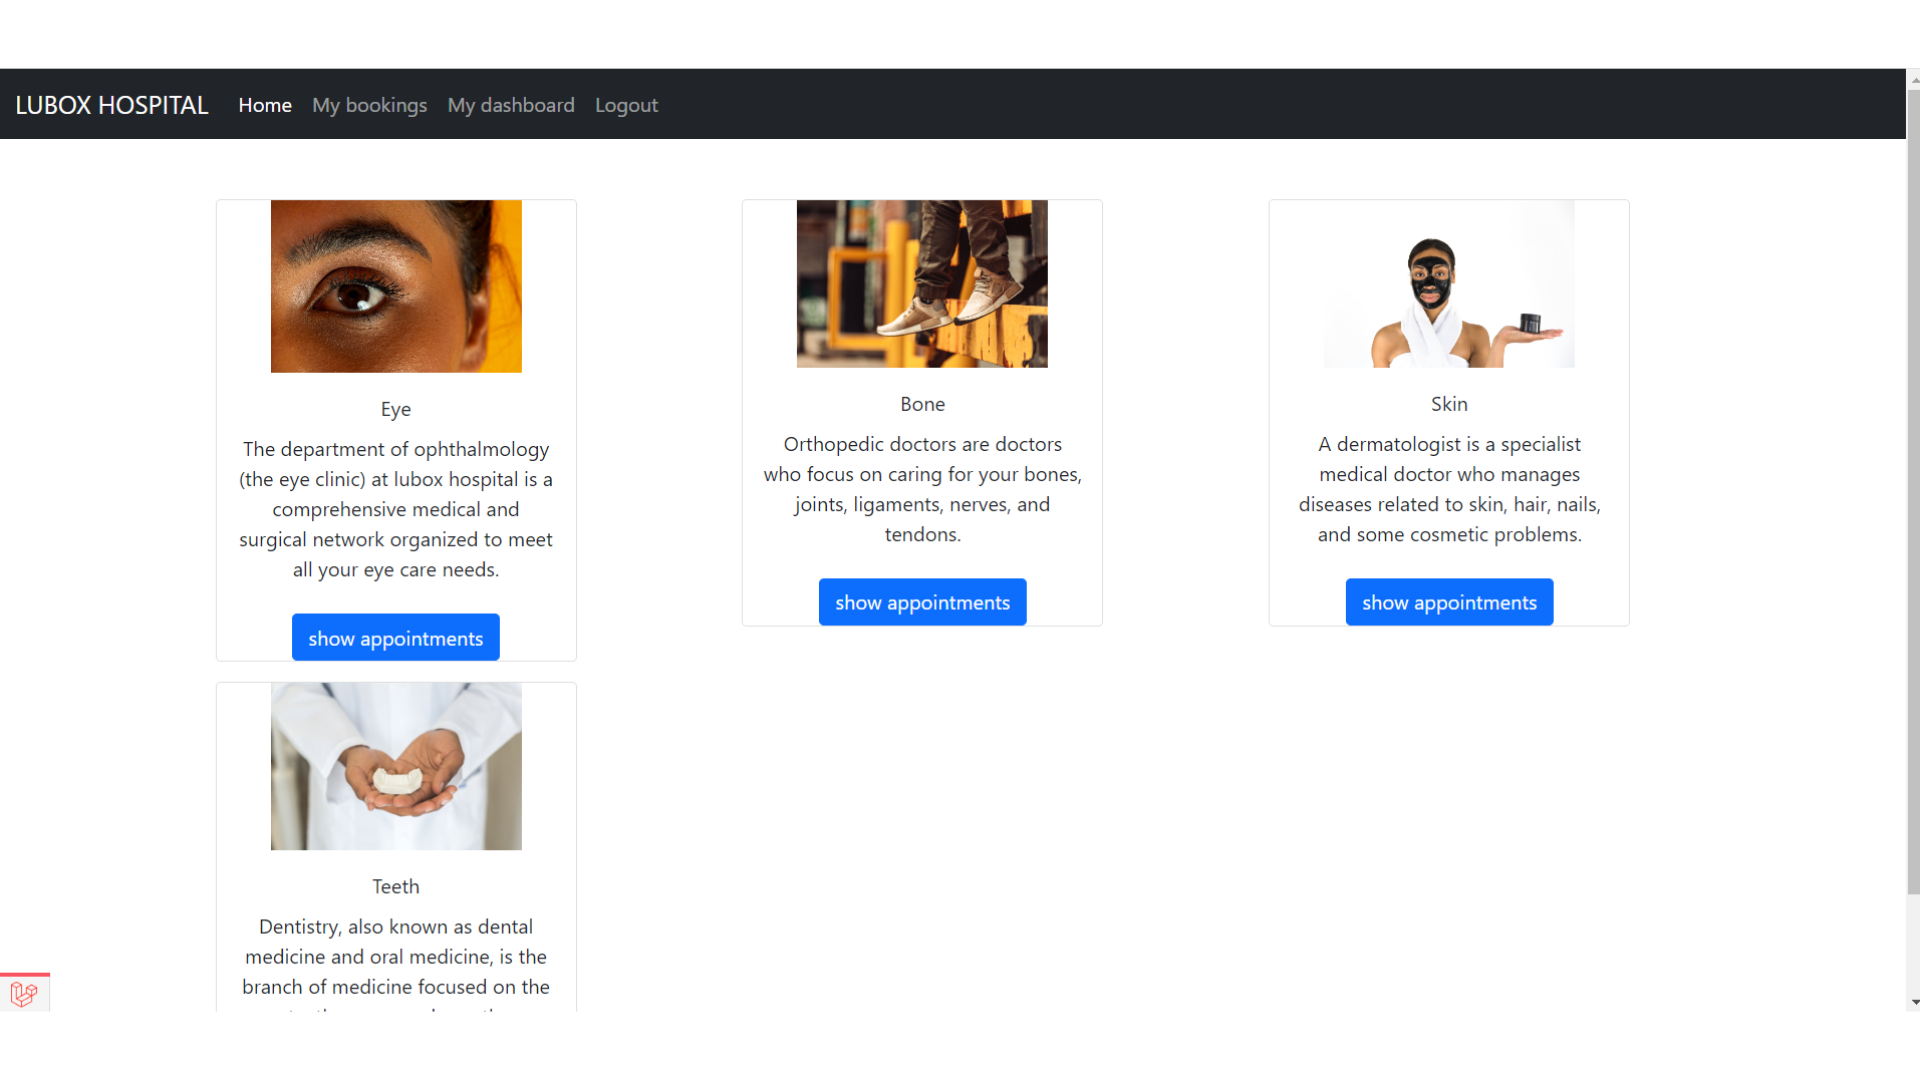 LUBOX HOSPITAL Home My bookings My dashboard Logout
Eye
The department of ophthalmology
(the eye clinic) at lubox hospital is a
comprehensive medical and
surgical network organized to meet
all your eye care needs.
show appointments
Bone
Orthopedic doctors are doctors
who focus on caring for your bones,
joints, ligaments, nerves, and
tendons.
show appointments
Skin
A dermatologist is a specialist
medical doctor who manages
diseases related to skin, hair, nails,
and some cosmetic problems.
show appointments
Teeth
Dentistry, also known as dental
medicine and oral medicine, is the
branch of medicine focused on the